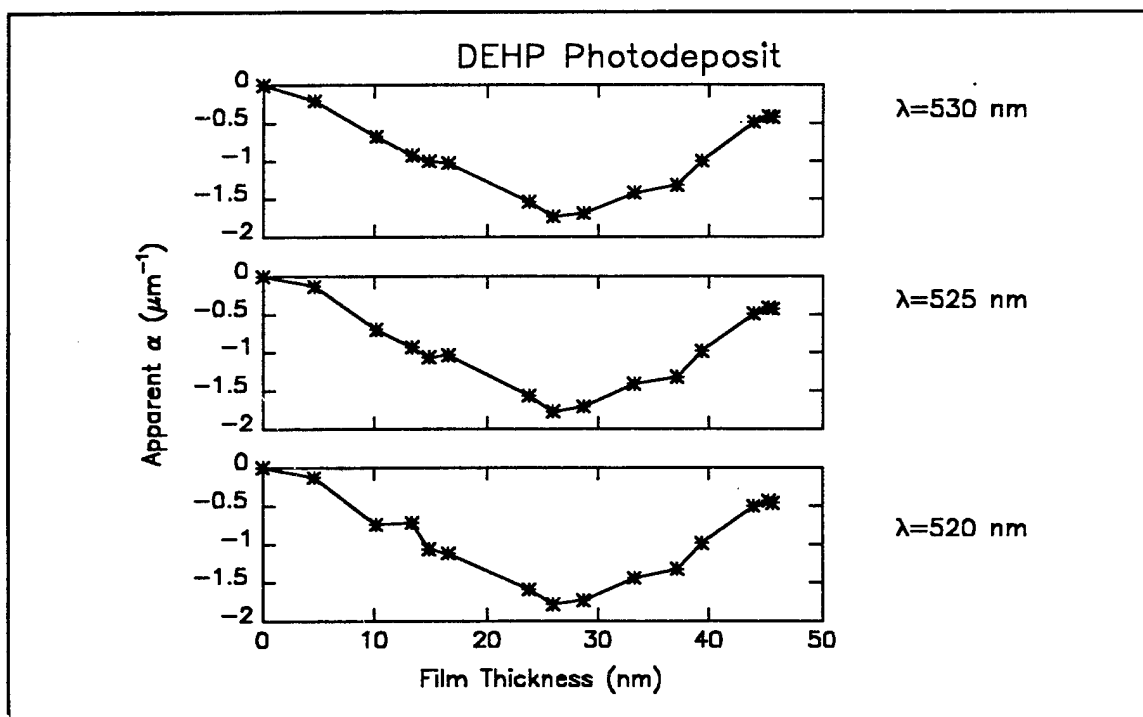 DEHP Photodeposit
0
-0.5
-1
-1.5
-2
λ=530 nm
0
-0.5
-1
-1.5
-2
λ=525 nm
Apparent α (μm⁻¹)
0
-0.5
-1
-1.5
-2
λ=520 nm
0 10 20 30 40 50
Film Thickness (nm)